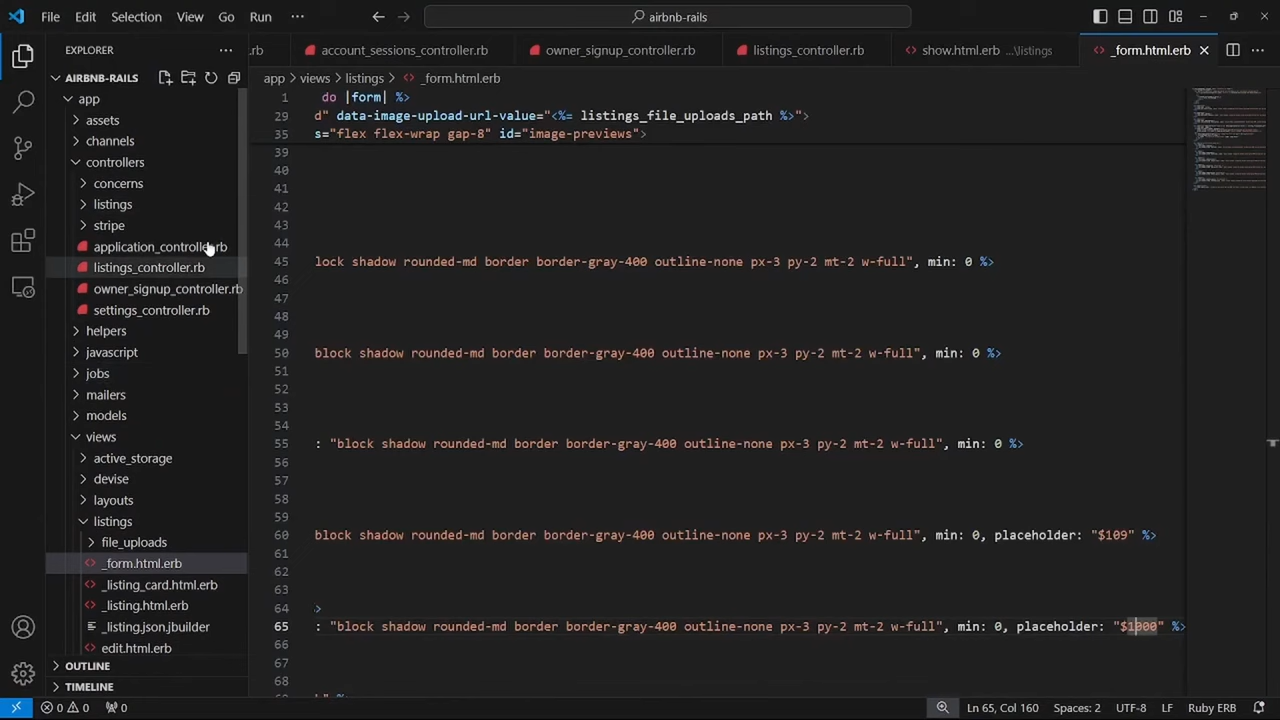 File Edit Selection View Go Run ··· airbnb-rails
EXPLORER ···
.rb account_sessions_controller.rb owner_signup_controller.rb listings_controller.rb show.html.erb ...\listings _form.html.erb
AIRBNB-RAILS
app > views > listings > _form.html.erb
app
assets
channels
controllers
concerns
listings
stripe
application_controller.rb
listings_controller.rb
owner_signup_controller.rb
settings_controller.rb
helpers
javascript
jobs
mailers
models
views
active_storage
devise
layouts
listings
file_uploads
_form.html.erb
_listing_card.html.erb
_listing.html.erb
_listing.json.jbuilder
edit.html.erb
OUTLINE
TIMELINE
1 do |form| %>
29 d" data-image-upload-url-value="<%= listings_file_uploads_path %>">
35 s="flex flex-wrap gap-8" id="image-previews">
39
40
41
42
43
44
45 lock shadow rounded-md border border-gray-400 outline-none px-3 py-2 mt-2 w-full", min: 0 %>
46
47
48
49
50 block shadow rounded-md border border-gray-400 outline-none px-3 py-2 mt-2 w-full", min: 0 %>
51
52
53
54
55 : "block shadow rounded-md border border-gray-400 outline-none px-3 py-2 mt-2 w-full", min: 0 %>
56
57
58
59
60 block shadow rounded-md border border-gray-400 outline-none px-3 py-2 mt-2 w-full", min: 0, placeholder: "$109" %>
61
62
63
64 >
65 : "block shadow rounded-md border border-gray-400 outline-none px-3 py-2 mt-2 w-full", min: 0, placeholder: "$1000" %>
66
67
68
0 0 0 Ln 65, Col 160 Spaces: 2 UTF-8 LF Ruby ERB